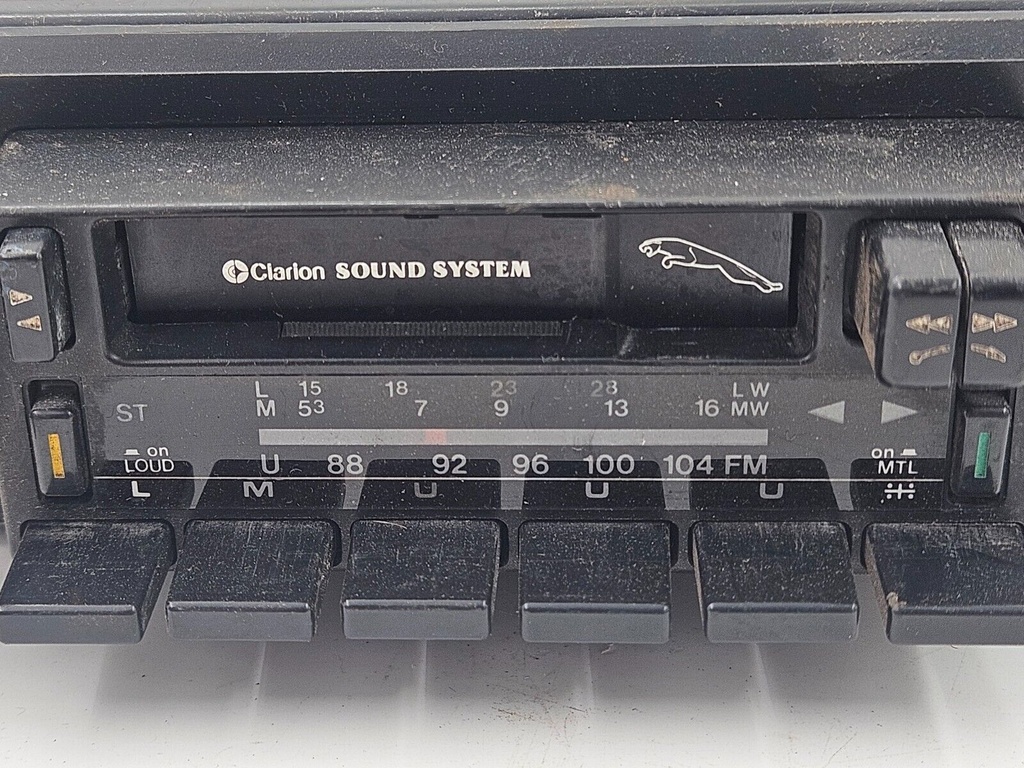 Clarion SOUND SYSTEM
L 15 18 23 28 LW
M 53 7 9 13 16 MW
ST
on
LOUD
U 88 92 96 100 104 FM
on
MTL
L M U U U